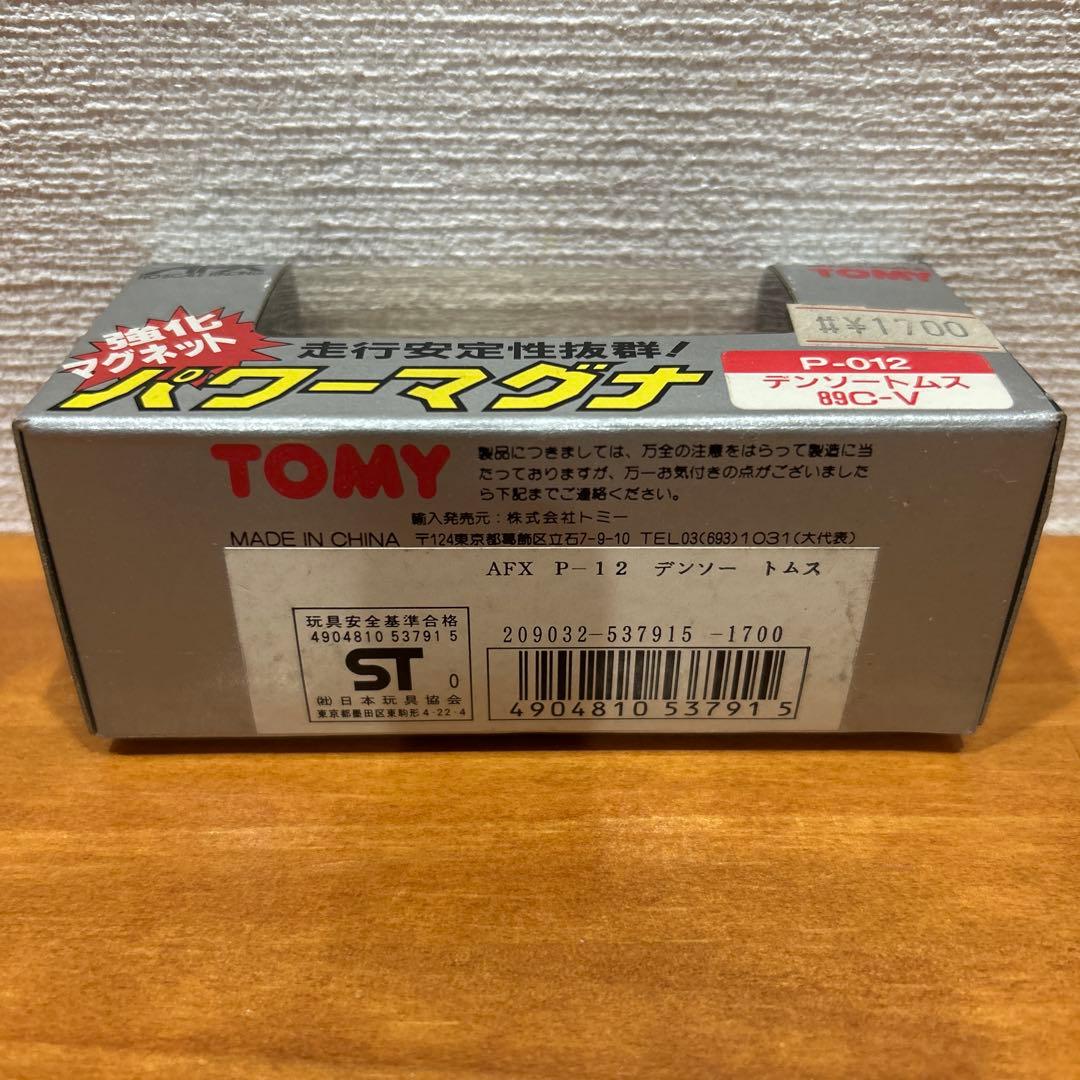 TOMY
#¥1700
強化
マグネット
走行安定性抜群!
パワーマグナ
P-012
デンソートムス
89C-V
TOMY
製品につきましては、万全の注意をはらって製造に当
たっておりますが、万一お気付きの点がございました
ら下記までご連絡ください。
輸入発売元:株式会社トミー
MADE IN CHINA 〒124東京都葛飾区立石7-9-10 TEL03(693)1031(大代表)
AFX P-12 デンソー トムス
玩具安全基準合格
4904810 53791 5
ST 0
㈳日本玩具協会
東京都墨田区東駒形4-22-4
209032-537915 -1700
4904810 537915